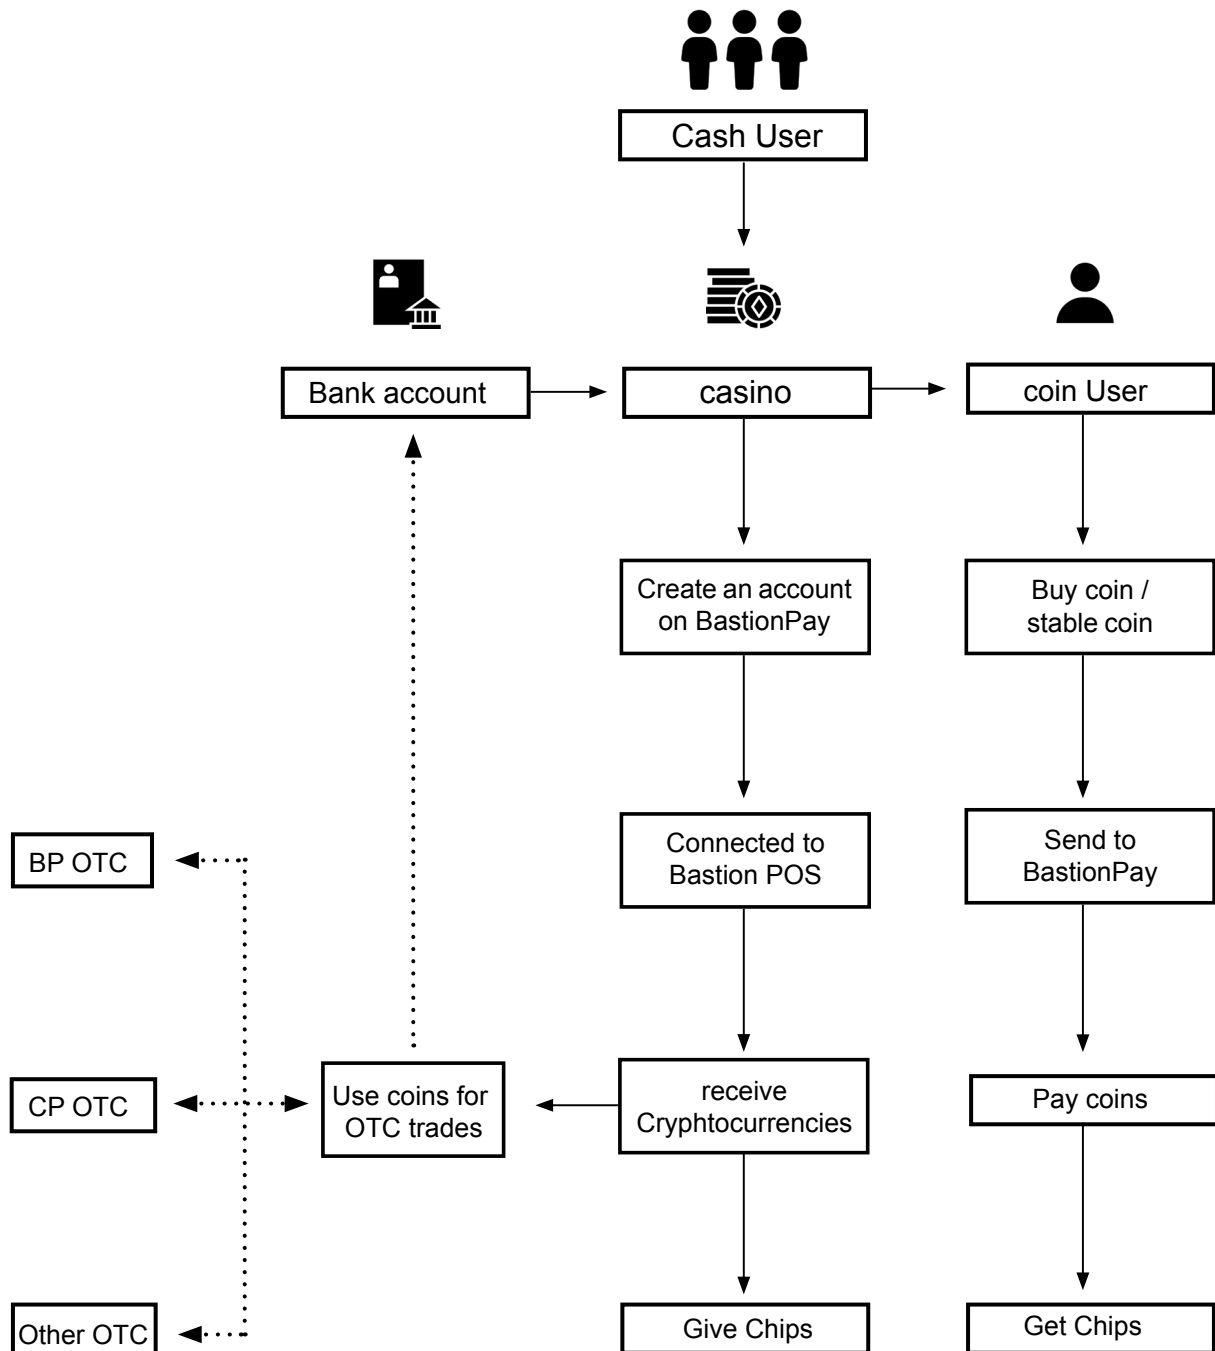 Cash User
Bank account
casino
coin User
Create an account
on BastionPay
Buy coin /
stable coin
Connected to
Bastion POS
Send to
BastionPay
BP OTC
CP OTC
Use coins for
OTC trades
receive
Cryphtocurrencies
Pay coins
Other OTC
Give Chips
Get Chips